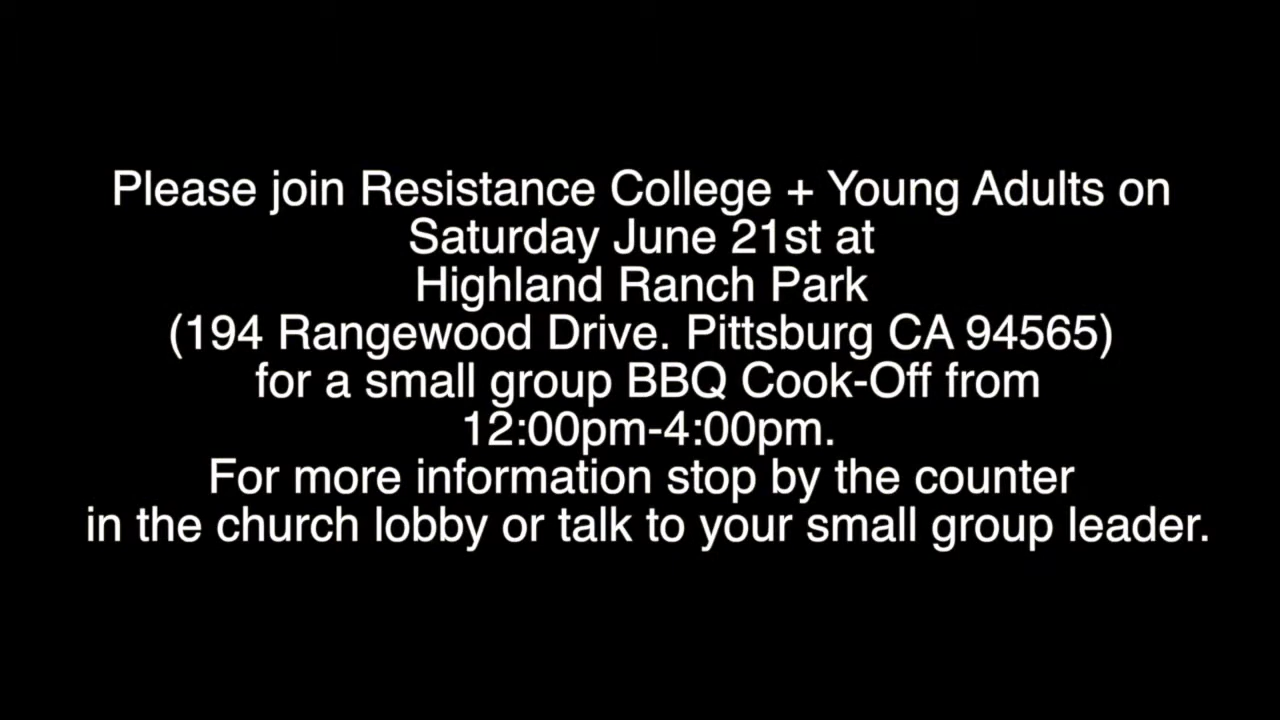 Please join Resistance College + Young Adults on
Saturday June 21st at
Highland Ranch Park
(194 Rangewood Drive. Pittsburg CA 94565)
for a small group BBQ Cook-Off from
12:00pm-4:00pm.
For more information stop by the counter
in the church lobby or talk to your small group leader.